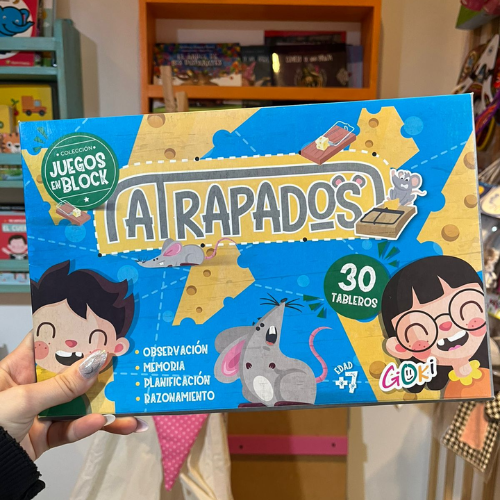 COLECCIÓN
JUEGOS
EN BLOCK
ATRAPADOS
30
TABLEROS
• OBSERVACIÓN
• MEMORIA
• PLANIFICACIÓN
• RAZONAMIENTO
EDAD
+7
GOKi